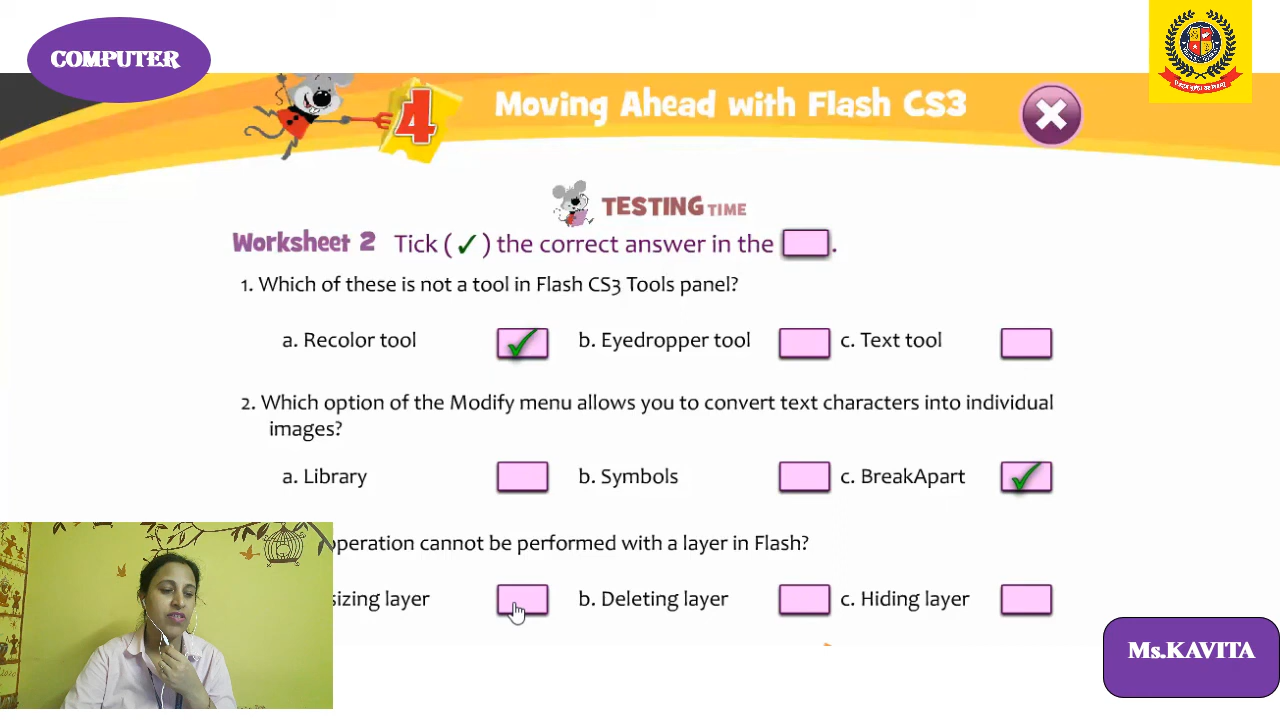 COMPUTER
4
Moving Ahead with Flash CS3
TESTING TIME
Worksheet 2 Tick (✓) the correct answer in the .
1. Which of these is not a tool in Flash CS3 Tools panel?
a. Recolor tool ✓ b. Eyedropper tool c. Text tool
2. Which option of the Modify menu allows you to convert text characters into individual
images?
a. Library b. Symbols c. BreakApart ✓
operation cannot be performed with a layer in Flash?
sizing layer b. Deleting layer c. Hiding layer
Ms.KAVITA